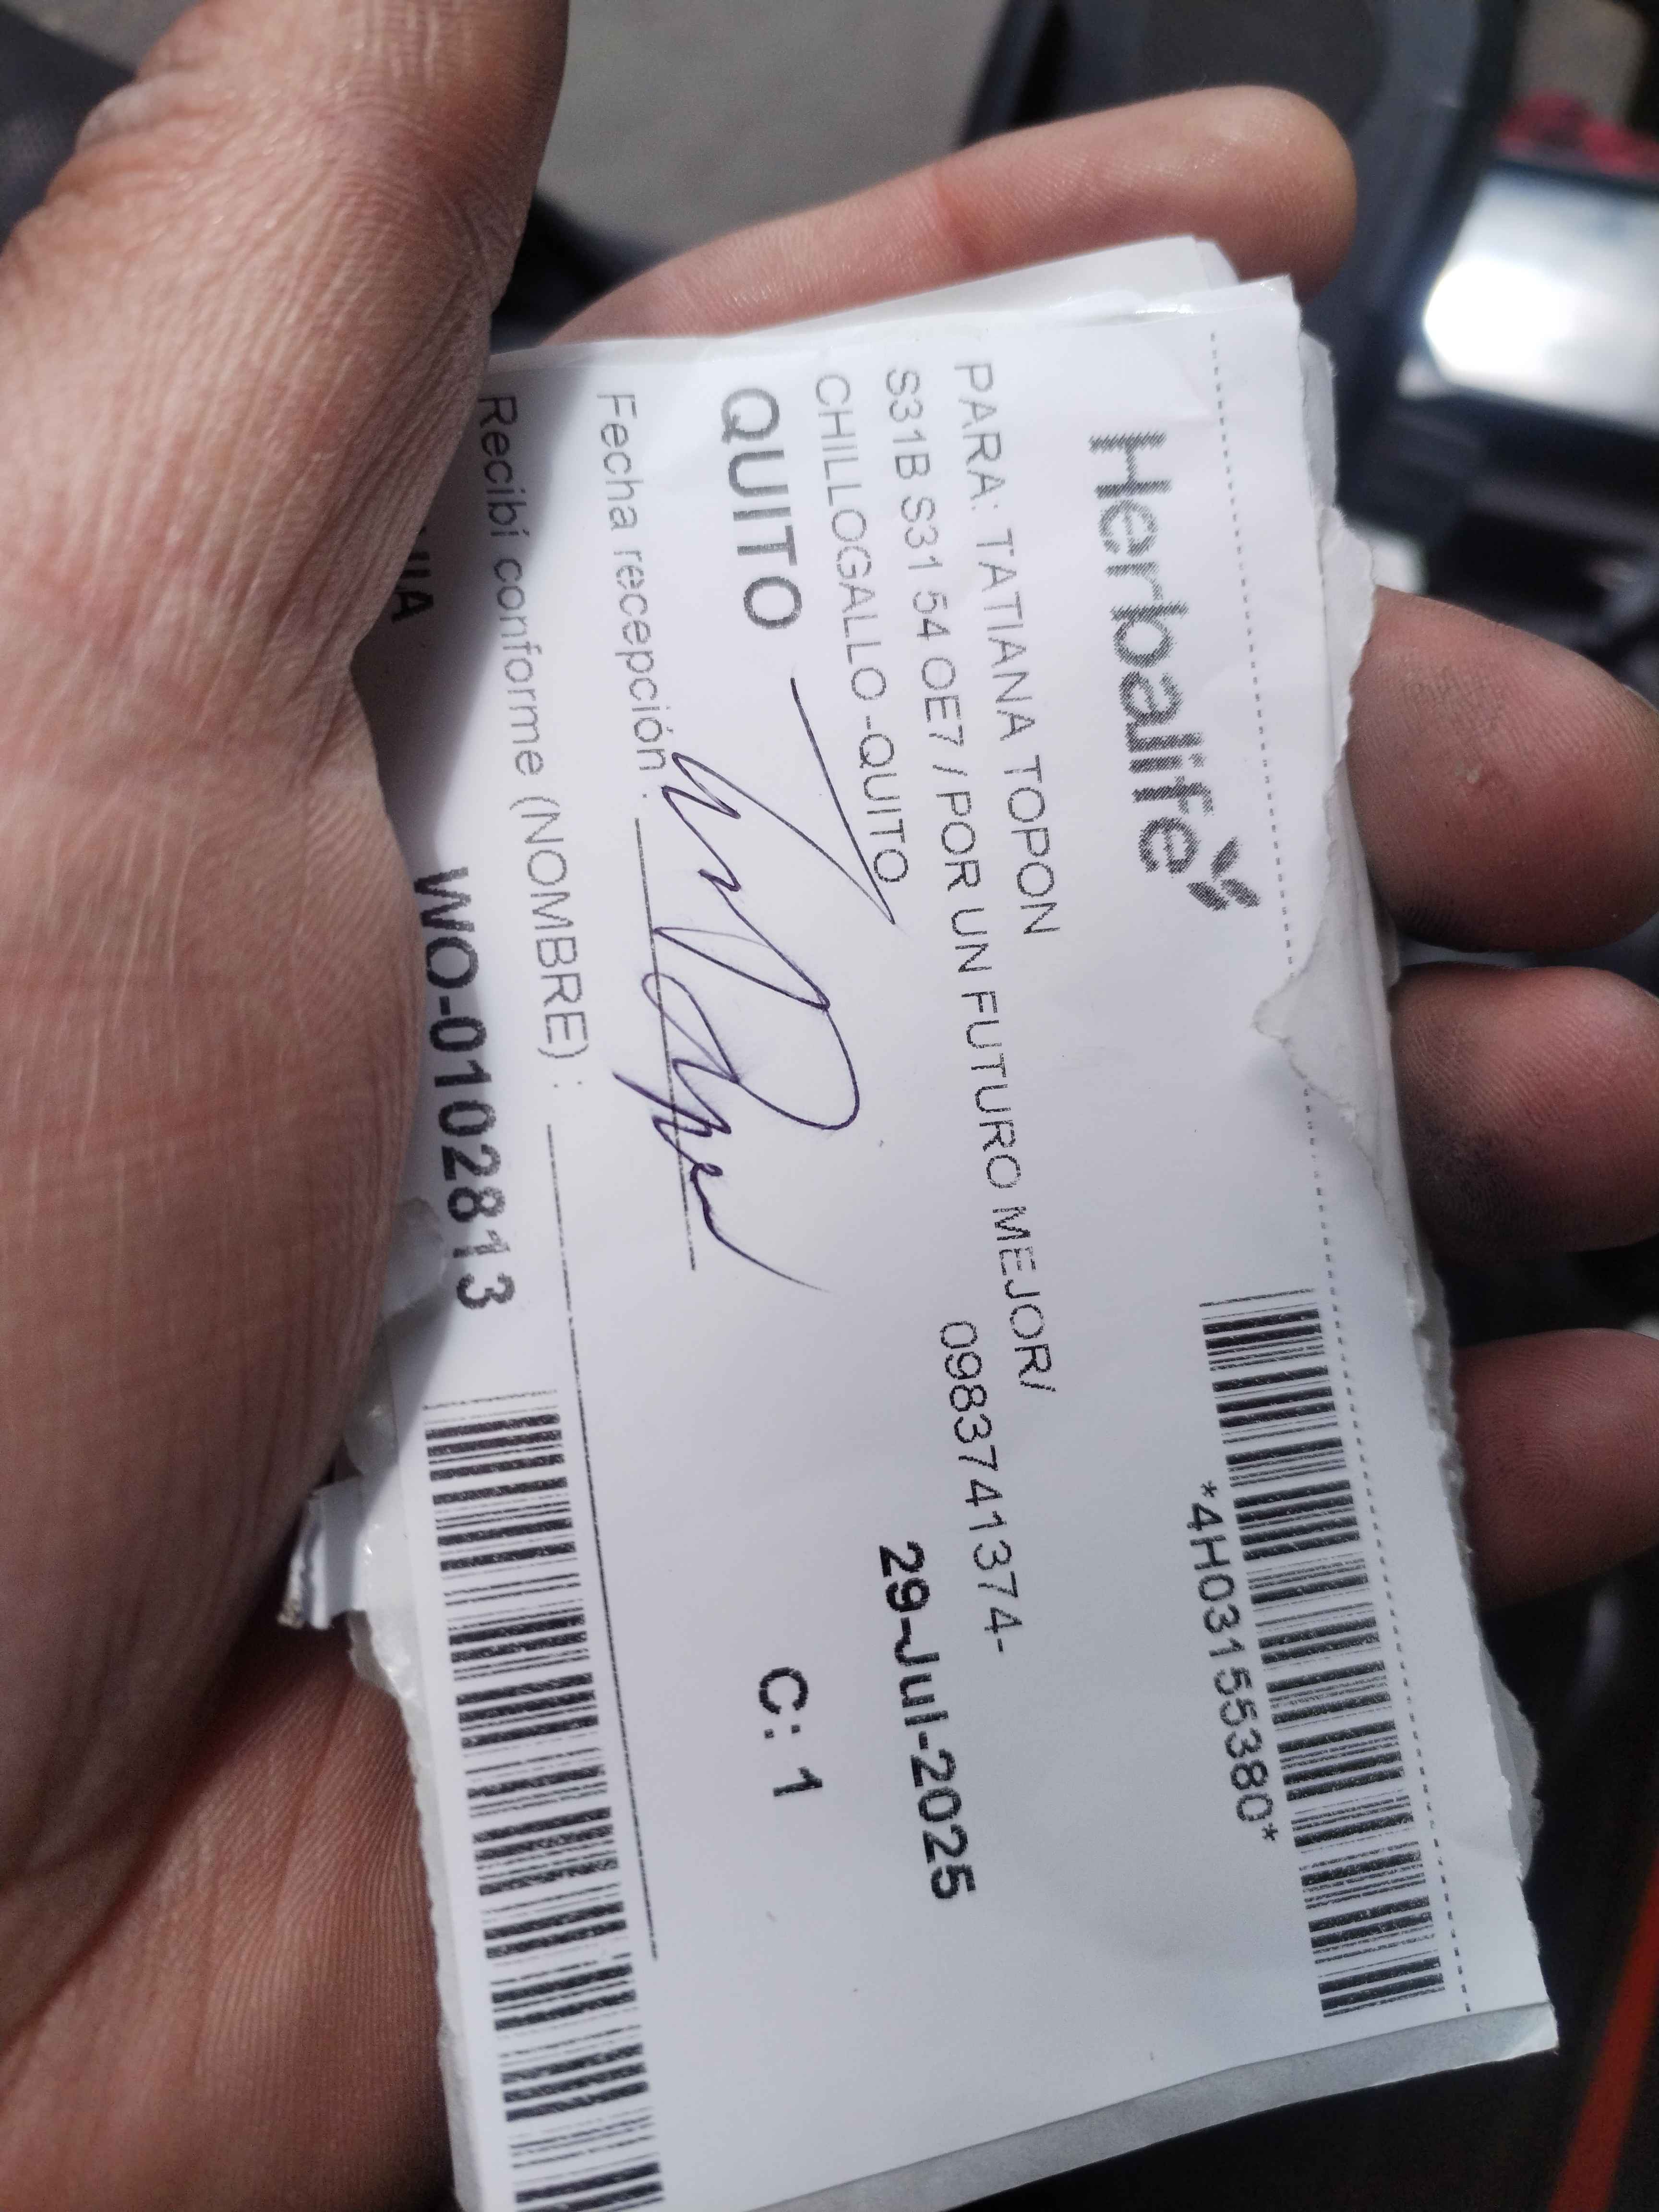 Herbalife
*4H03155380*
PARA: TATIANA TOPON
S31B S31 54 OE7 / POR UN FUTURO MEJOR/
0983741374-
CHILLOGALLO -QUITO
29-Jul-2025
QUITO
C: 1
Fecha recepción :
Recibí conforme (NOMBRE) :
WO-0102813